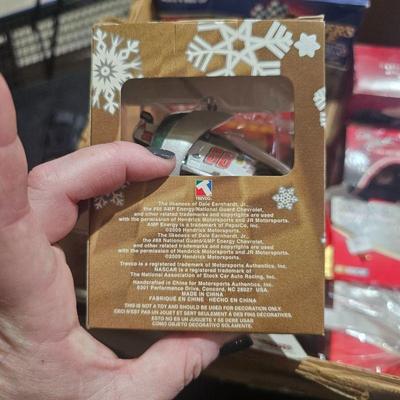 88
TREVCO
The likeness of Dale Earnhardt, Jr.,
the #88 AMP Energy/National Guard Chevrolet,
and other related trademarks and copyrights are used
with the permission of Hendrick Motorsports and JR Motorsports.
AMP Energy is a trademark of PepsiCo, Inc.
©2009 Hendrick Motorsports.
The likeness of Dale Earnhardt, Jr.,
the #88 National Guard/AMP Energy Chevrolet,
and other related trademarks and copyrights are used
with the permission of Hendrick Motorsports and JR Motorsports.
©2009 Hendrick Motorsports.
Trevco is a registered trademark of Motorsports Authentics, Inc.
NASCAR is a registered trademark of
The National Association of Stock Car Auto Racing, Inc.
Handcrafted in China for Motorsports Authentics, Inc.
6301 Performance Drive, Concord, NC 28027 USA.
MADE IN CHINA
FABRIQUÉ EN CHINE HECHO EN CHINA
THIS IS NOT A TOY AND SHOULD BE USED FOR DECORATION ONLY.
CECI N'EST PAS UN JOUET ET SENT SEULEMENT A DES FINS DÉCORATIVES.
ESTO NO ES UN JUGUETE Y SE DEBE USAR
COMO OBJETO DECORATIVO SOLAMENTE.